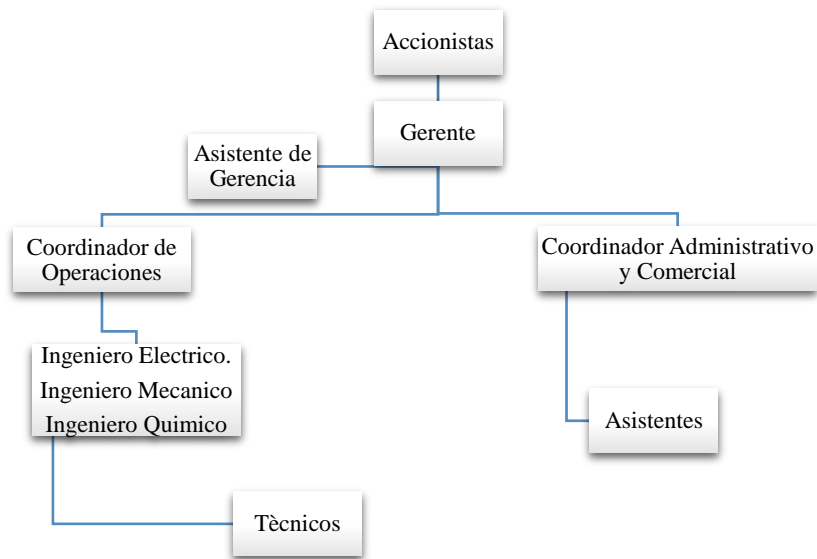 Accionistas
Gerente
Asistente de
Gerencia
Coordinador de
Operaciones
Coordinador Administrativo
y Comercial
Ingeniero Electrico.
Ingeniero Mecanico
Ingeniero Quimico
Asistentes
Tècnicos